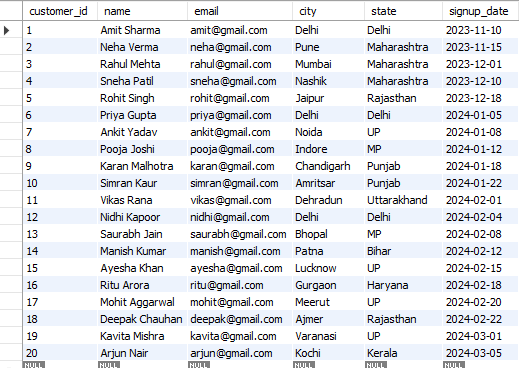 customer_id name email city state signup_date
1 Amit Sharma amit@gmail.com Delhi Delhi 2023-11-10
2 Neha Verma neha@gmail.com Pune Maharashtra 2023-11-15
3 Rahul Mehta rahul@gmail.com Mumbai Maharashtra 2023-12-01
4 Sneha Patil sneha@gmail.com Nashik Maharashtra 2023-12-10
5 Rohit Singh rohit@gmail.com Jaipur Rajasthan 2023-12-18
6 Priya Gupta priya@gmail.com Delhi Delhi 2024-01-05
7 Ankit Yadav ankit@gmail.com Noida UP 2024-01-08
8 Pooja Joshi pooja@gmail.com Indore MP 2024-01-12
9 Karan Malhotra karan@gmail.com Chandigarh Punjab 2024-01-18
10 Simran Kaur simran@gmail.com Amritsar Punjab 2024-01-22
11 Vikas Rana vikas@gmail.com Dehradun Uttarakhand 2024-02-01
12 Nidhi Kapoor nidhi@gmail.com Delhi Delhi 2024-02-04
13 Saurabh Jain saurabh@gmail.com Bhopal MP 2024-02-08
14 Manish Kumar manish@gmail.com Patna Bihar 2024-02-12
15 Ayesha Khan ayesha@gmail.com Lucknow UP 2024-02-15
16 Ritu Arora ritu@gmail.com Gurgaon Haryana 2024-02-18
17 Mohit Aggarwal mohit@gmail.com Meerut UP 2024-02-20
18 Deepak Chauhan deepak@gmail.com Ajmer Rajasthan 2024-02-22
19 Kavita Mishra kavita@gmail.com Varanasi UP 2024-03-01
20 Arjun Nair arjun@gmail.com Kochi Kerala 2024-03-05
NULL NULL NULL NULL NULL NULL